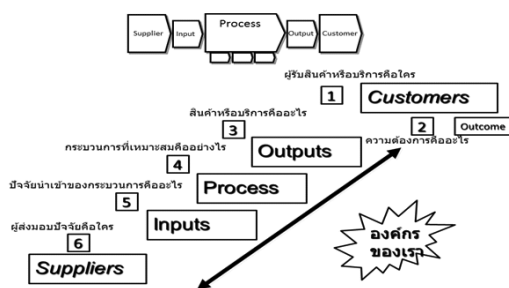 Supplier
Input
Process
Output
Customer
ผู้รับสินค้าหรือบริการคือใคร
1
Customers
สินค้าหรือบริการคืออะไร
3
2
Outcome
ความต้องการคืออะไร
กระบวนการที่เหมาะสมคืออย่างไร
Outputs
4
Process
ปัจจัยนำเข้าของกระบวนการคืออะไร
5
Inputs
ผู้ส่งมอบปัจจัยคือใคร
6
Suppliers
องค์กร
ของเรา